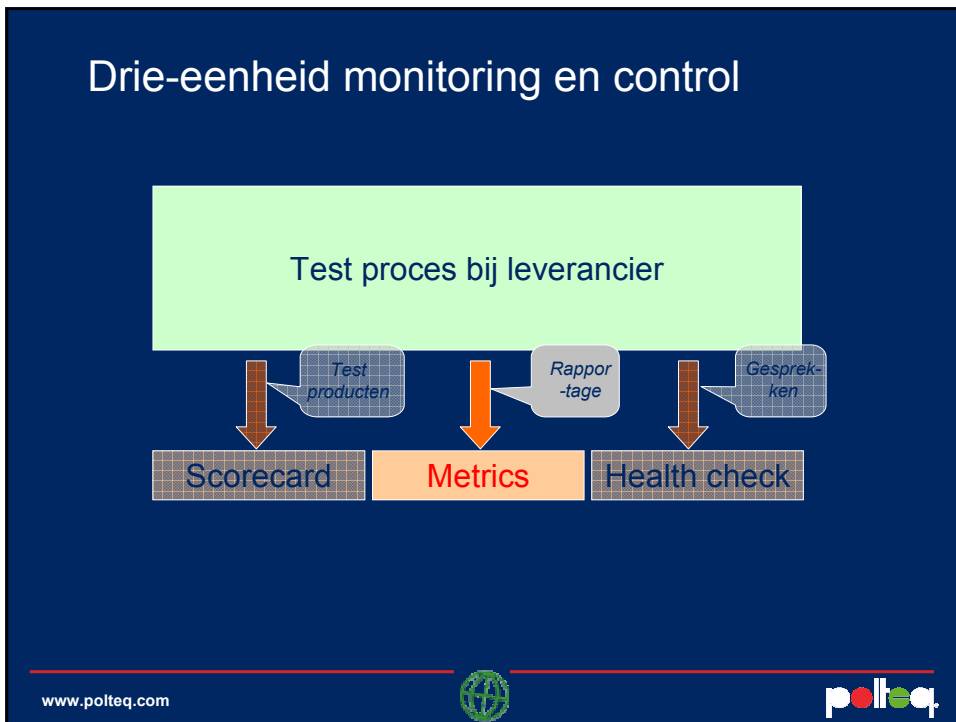 Drie-eenheid monitoring en control
Test proces bij leverancier
Test
producten
Rappor
-tage
Gesprek-
ken
Scorecard
Metrics
Health check
www.polteq.com
polteq.